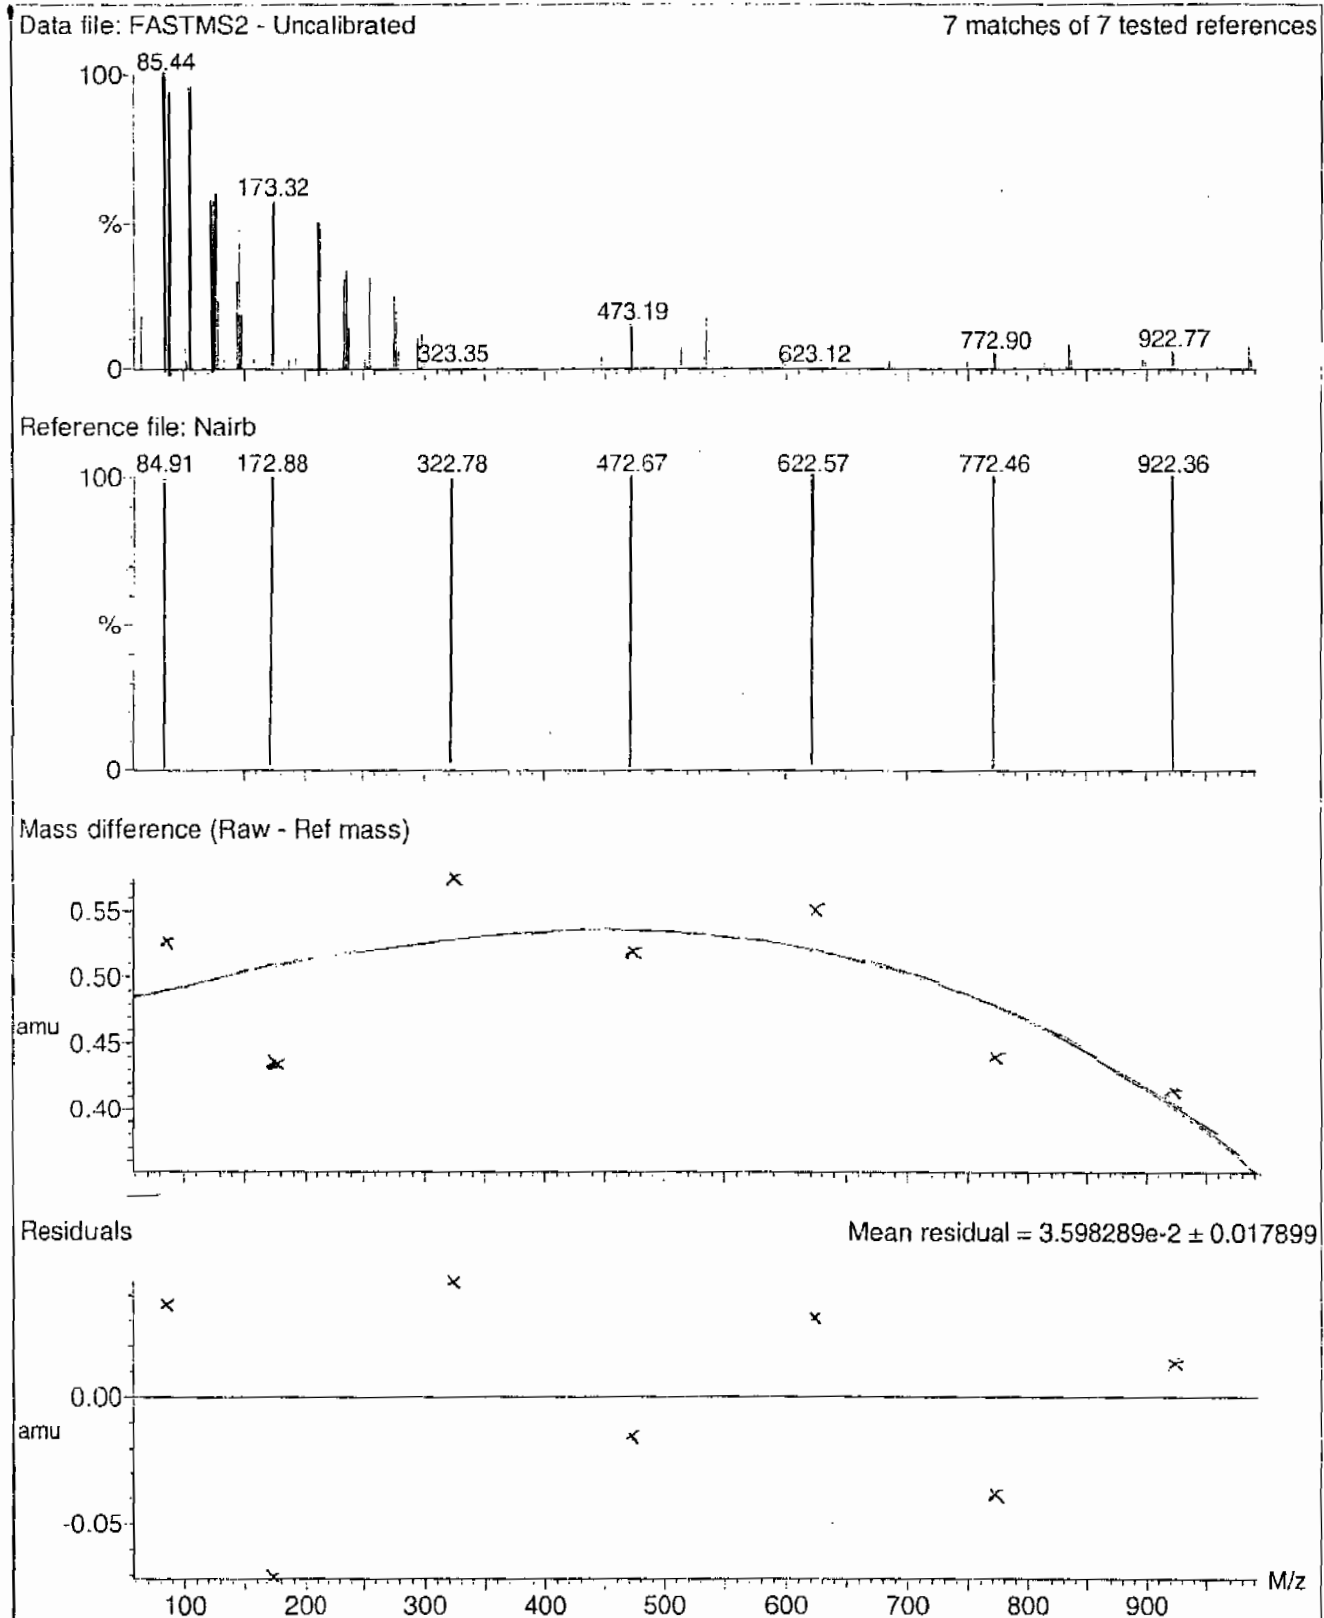 Data file: FASTMS2 - Uncalibrated 7 matches of 7 tested references
85.44
100
173.32
%
473.19
323.35 623.12 772.90 922.77
0
Reference file: Nairb
84.91 172.88 322.78 472.67 622.57 772.46 922.36
100
%
0
Mass difference (Raw - Ref mass)
0.55
0.50
amu
0.45
0.40
Residuals Mean residual = 3.598289e-2 ± 0.017899
0.00
amu
-0.05
M/z
100 200 300 400 500 600 700 800 900